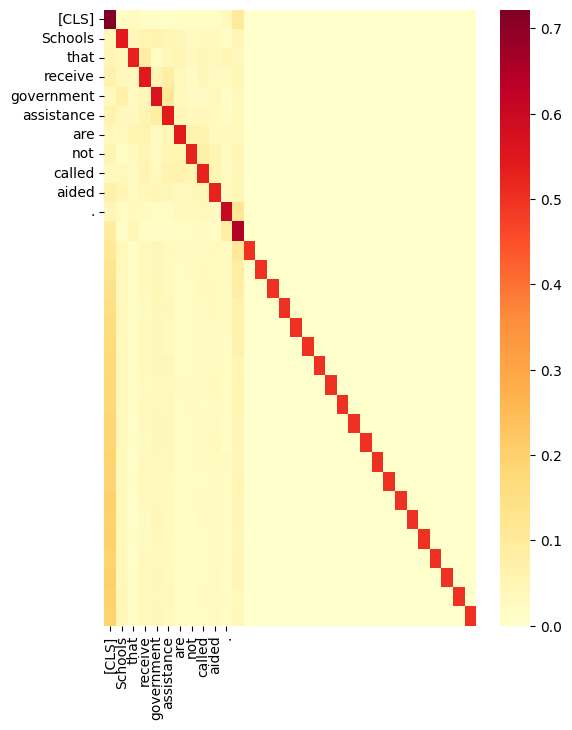 [CLS]
Schools
that
receive
government
assistance
are
not
called
aided
.
0.7
0.6
0.5
0.4
0.3
0.2
0.1
0.0
[CLS]
Schools
that
receive
government
assistance
are
not
called
aided
.